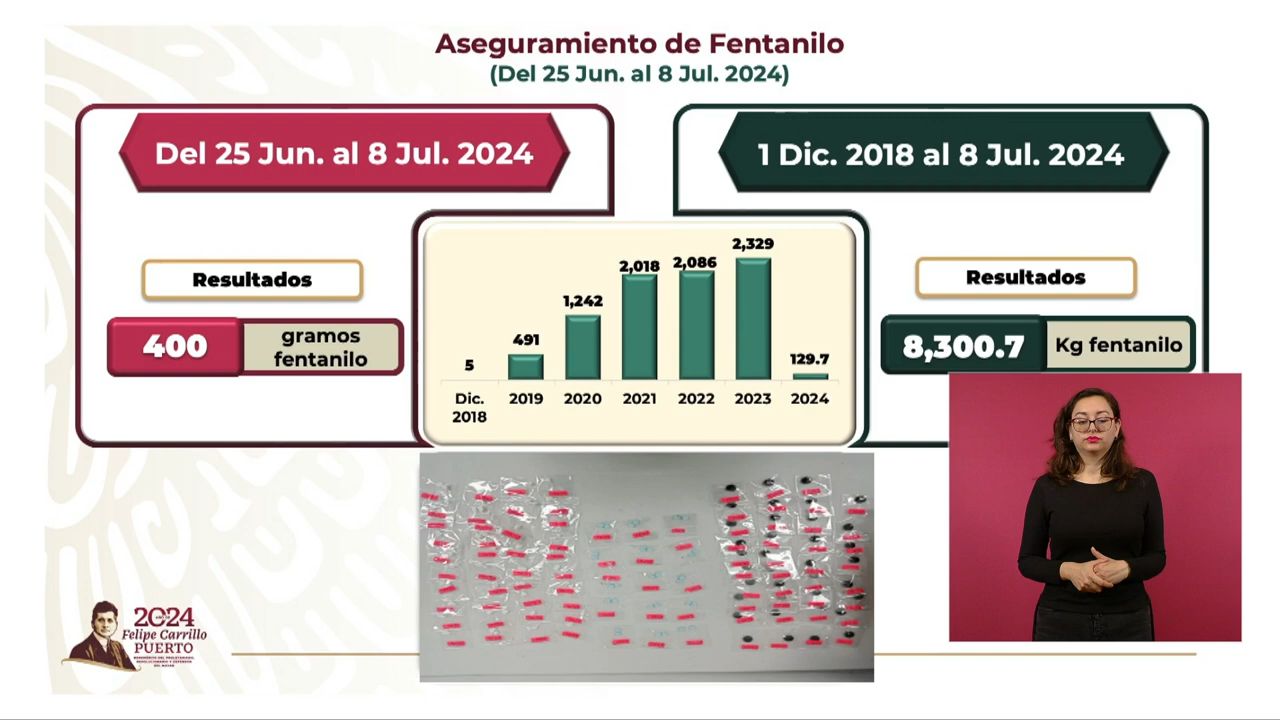 Aseguramiento de Fentanilo
(Del 25 Jun. al 8 Jul. 2024)
Del 25 Jun. al 8 Jul. 2024
Resultados
400
gramos
fentanilo
5
491
1,242
2,018
2,086
2,329
129.7
Dic.
2018
2019
2020
2021
2022
2023
2024
1 Dic. 2018 al 8 Jul. 2024
Resultados
8,300.7
Kg fentanilo
2024
Felipe Carrillo
PUERTO